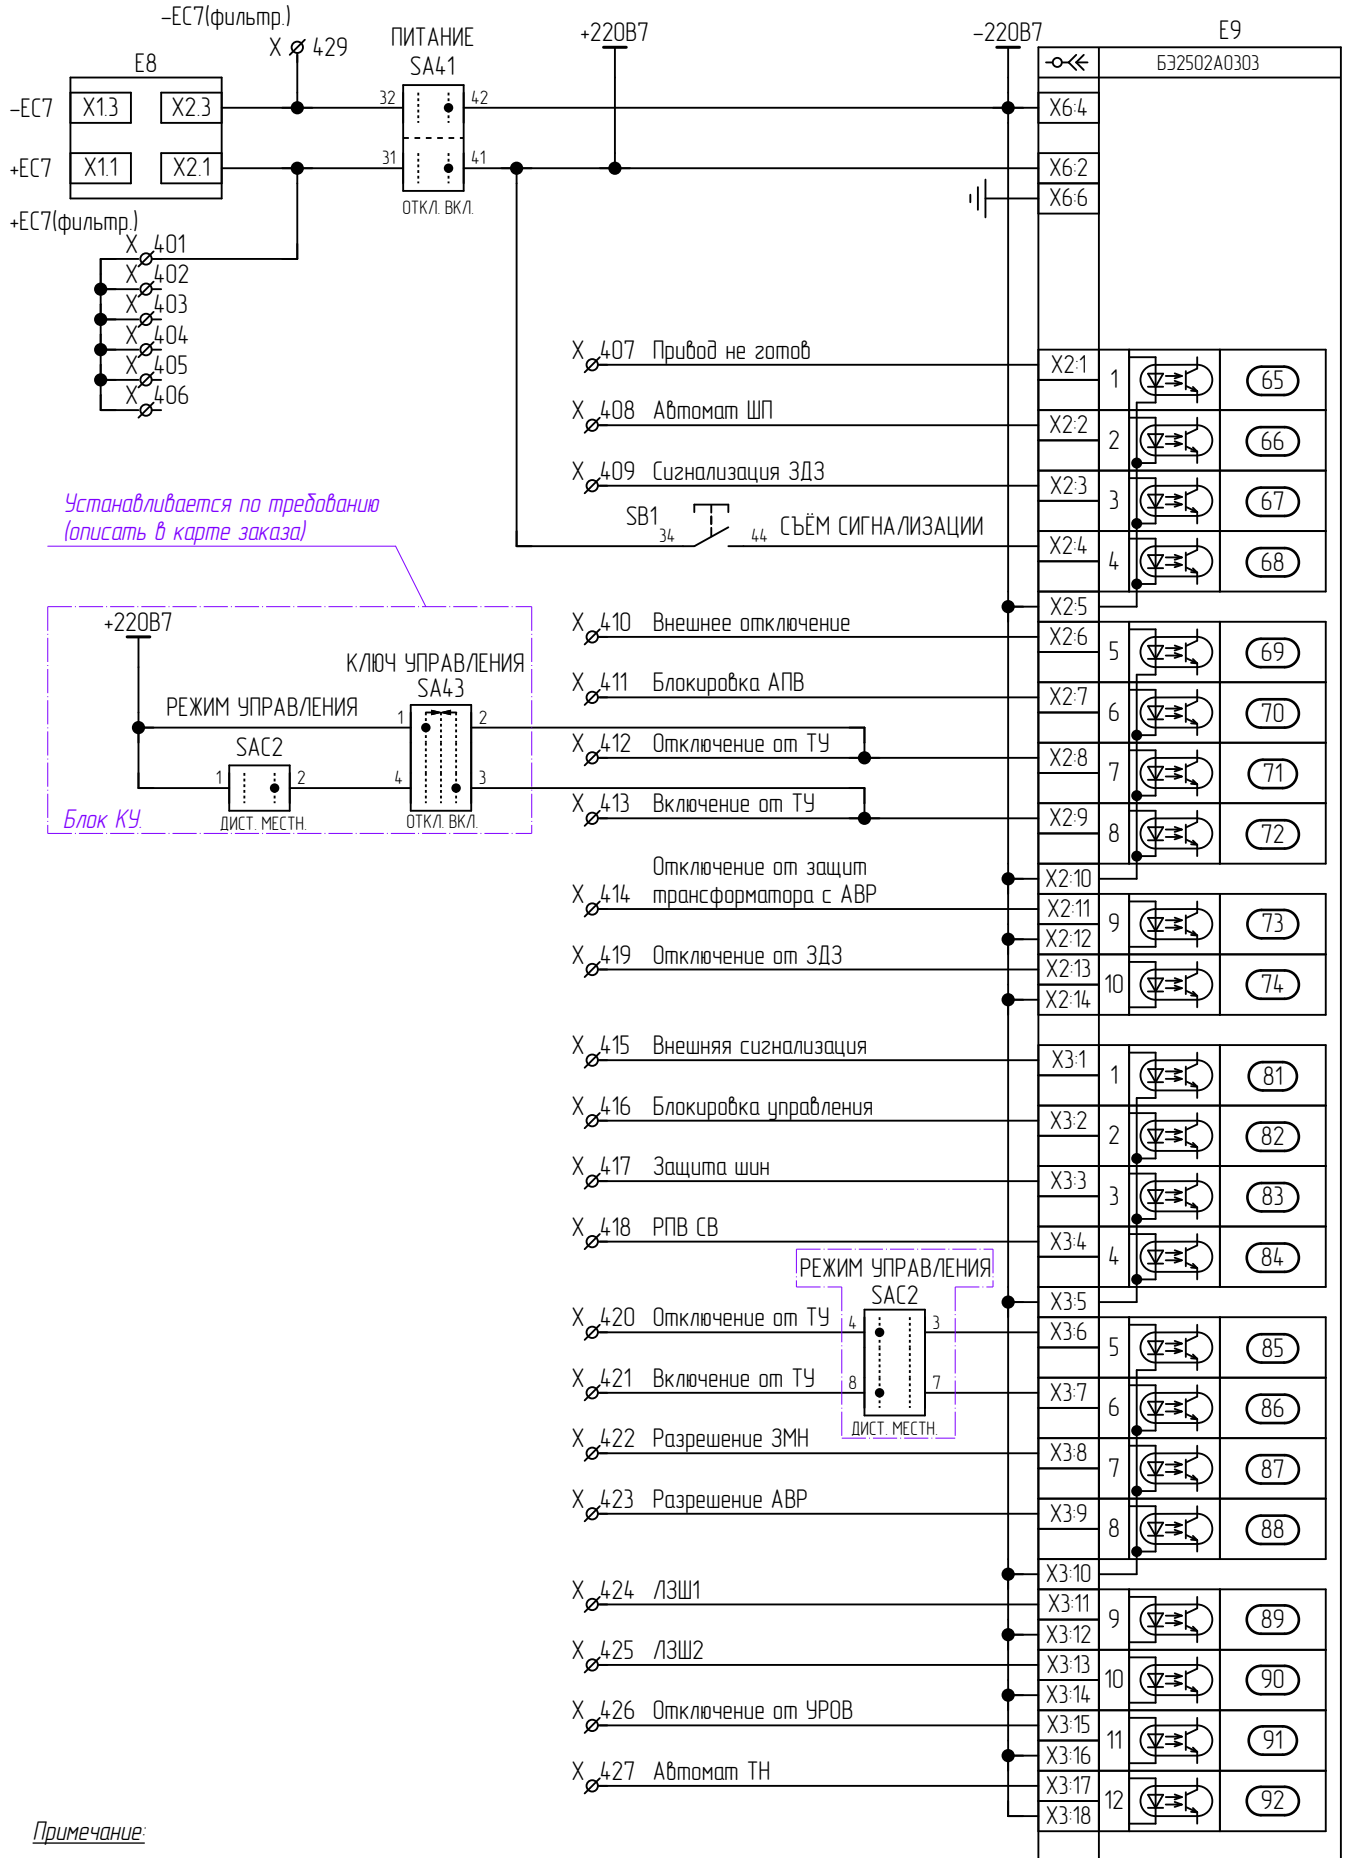 –ЕС7(фильтр.)
X 429
ПИТАНИЕ
SA41
+220В7
–220В7
E9
E8
БЭ2502А0303
–ЕС7
X1.3
X2.3
32
42
X6:4
+ЕС7
X1.1
X2.1
31
41
X6:2
X6:6
ОТКЛ. ВКЛ.
+ЕС7(фильтр.)
X 401
X 402
X 403
X 404
X 405
X 406
X 407 Привод не готов
X2:1
1
65
X 408 Автомат ШП
X2:2
2
66
X 409 Сигнализация ЗДЗ
X2:3
3
67
SB1
34
44
СЪЁМ СИГНАЛИЗАЦИИ
X2:4
4
68
X2:5
Устанавливается по требованию
(описать в карте заказа)
+220В7
КЛЮЧ УПРАВЛЕНИЯ
SA43
РЕЖИМ УПРАВЛЕНИЯ
1
2
SAC2
1
2
4
3
Блок КУ.
ДИСТ. МЕСТН.
ОТКЛ. ВКЛ.
X 410 Внешнее отключение
X2:6
5
69
X 411 Блокировка АПВ
X2:7
6
70
X 412 Отключение от ТУ
X2:8
7
71
X 413 Включение от ТУ
X2:9
8
72
X2:10
Отключение от защит
X 414 трансформатора с АВР
X2:11
9
73
X2:12
X 419 Отключение от ЗДЗ
X2:13
10
74
X2:14
X 415 Внешняя сигнализация
X3:1
1
81
X 416 Блокировка управления
X3:2
2
82
X 417 Защита шин
X3:3
3
83
X 418 РПВ СВ
X3:4
4
84
X3:5
РЕЖИМ УПРАВЛЕНИЯ
SAC2
X 420 Отключение от ТУ
4
3
X3:6
5
85
X 421 Включение от ТУ
8
7
X3:7
6
86
ДИСТ. МЕСТН.
X 422 Разрешение ЗМН
X3:8
7
87
X 423 Разрешение АВР
X3:9
8
88
X3:10
X 424 ЛЗШ1
X3:11
9
89
X3:12
X 425 ЛЗШ2
X3:13
10
90
X3:14
X 426 Отключение от УРОВ
X3:15
11
91
X3:16
X 427 Автомат ТН
X3:17
12
92
X3:18
Примечание: